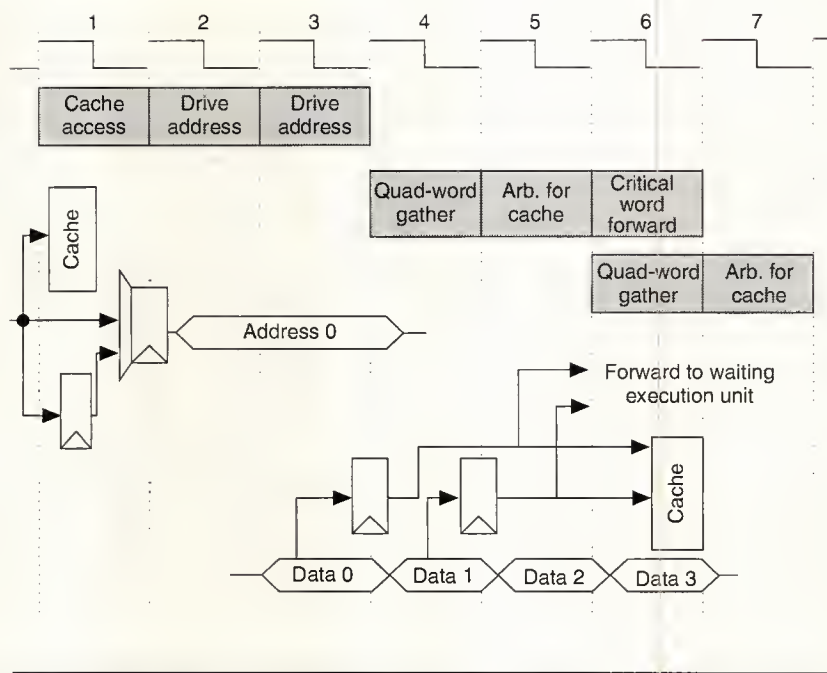 1 2 3 4 5 6 7
Cache access
Drive address
Drive address
Quad-word gather
Arb. for cache
Critical word forward
Quad-word gather
Arb. for cache
Cache
Address 0
Forward to waiting
execution unit
Cache
Data 0
Data 1
Data 2
Data 3